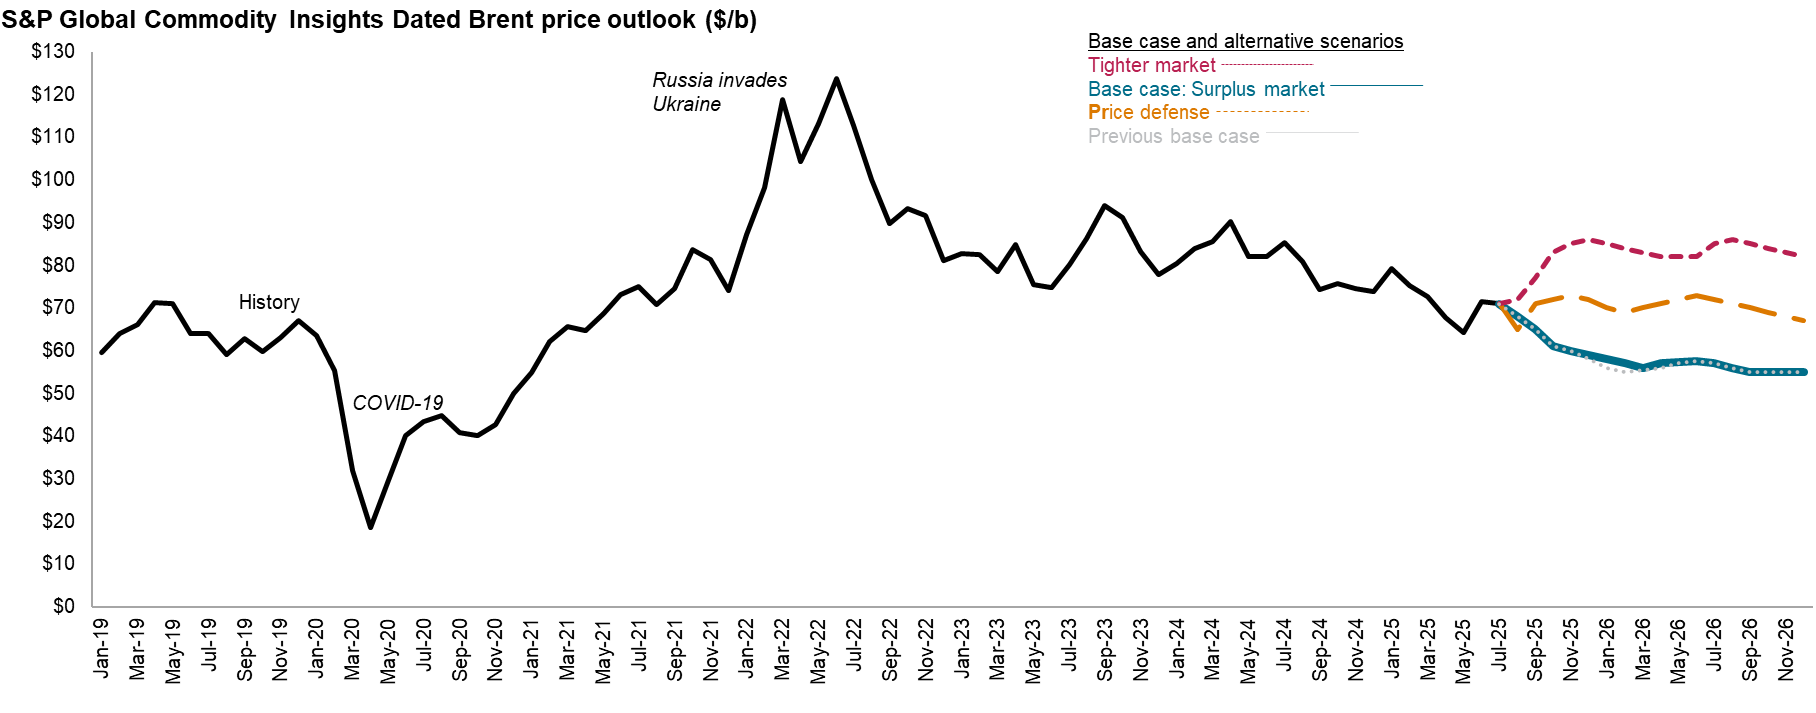 S&P Global Commodity Insights Dated Brent price outlook ($/b)
$130
$120
$110
$100
$90
$80
$70
$60
$50
$40
$30
$20
$10
$0
Base case and alternative scenarios
Tighter market
Base case: Surplus market
Price defense
Previous base case
Russia invades
Ukraine
History
COVID-19
Jan-19
Mar-19
May-19
Jul-19
Sep-19
Nov-19
Jan-20
Mar-20
May-20
Jul-20
Sep-20
Nov-20
Jan-21
Mar-21
May-21
Jul-21
Sep-21
Nov-21
Jan-22
Mar-22
May-22
Jul-22
Sep-22
Nov-22
Jan-23
Mar-23
May-23
Jul-23
Sep-23
Nov-23
Jan-24
Mar-24
May-24
Jul-24
Sep-24
Nov-24
Jan-25
Mar-25
May-25
Jul-25
Sep-25
Nov-25
Jan-26
Mar-26
May-26
Jul-26
Sep-26
Nov-26